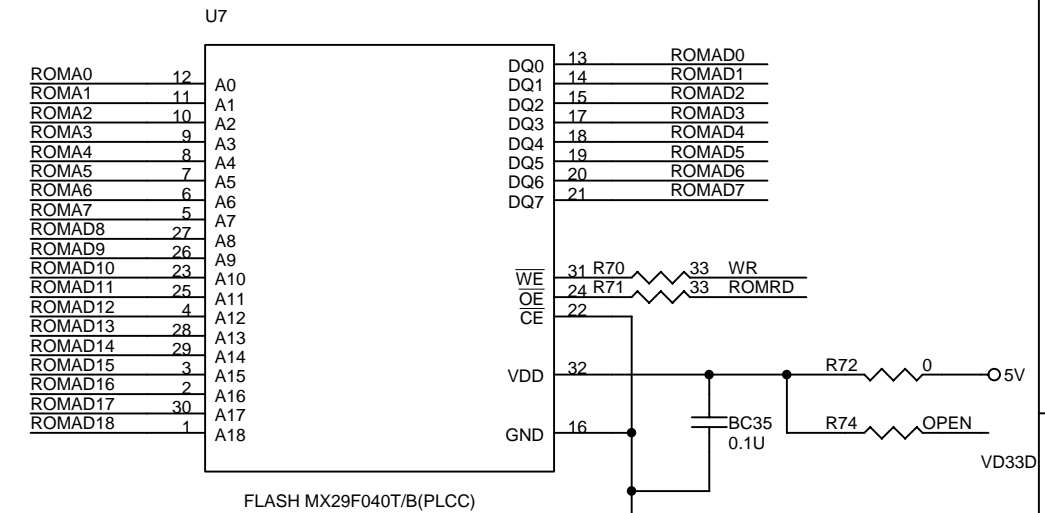 U7
ROMA0 12 A0 DQ0 13 ROMAD0
ROMA1 11 A1 DQ1 14 ROMAD1
ROMA2 10 A2 DQ2 15 ROMAD2
ROMA3 9 A3 DQ3 17 ROMAD3
ROMA4 8 A4 DQ4 18 ROMAD4
ROMA5 7 A5 DQ5 19 ROMAD5
ROMA6 6 A6 DQ6 20 ROMAD6
ROMA7 5 A7 DQ7 21 ROMAD7
ROMAD8 27 A8
ROMAD9 26 A9
ROMAD10 23 A10 WE 31 R70 33 WR
ROMAD11 25 A11 OE 24 R71 33 ROMRD
ROMAD12 4 A12 CE 22
ROMAD13 28 A13
ROMAD14 29 A14
ROMAD15 3 A15 VDD 32 R72 0 5V
ROMAD16 2 A16
ROMAD17 30 A17
ROMAD18 1 A18 GND 16 BC35 R74 OPEN
0.1U
VD33D
FLASH MX29F040T/B(PLCC)